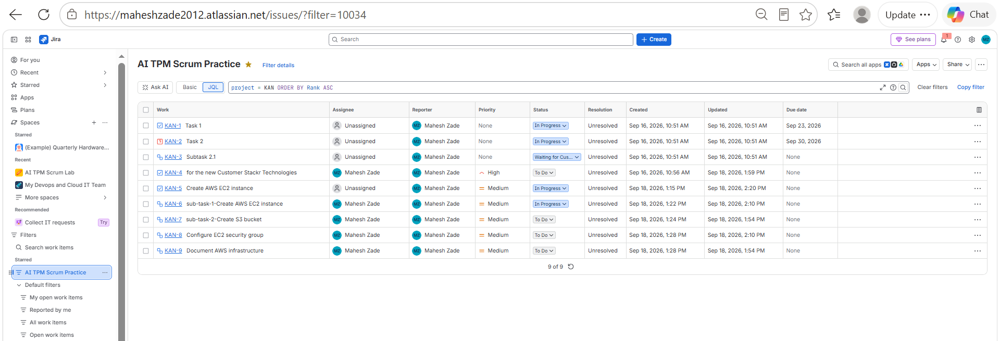 https://maheshzade2012.atlassian.net/issues/?filter=10034
Update
Chat
Jira
Search
Create
See plans
1
MZ
For you
Recent
Starred
Apps
Plans
Spaces
Starred
(Example) Quarterly Hardware...
Recent
AI TPM Scrum Lab
My Devops and Cloud IT Team
More spaces
Recommended
Collect IT requests Try
Filters
Search work items
Starred
AI TPM Scrum Practice
Default filters
My open work items
Reported by me
All work items
Open work items
AI TPM Scrum Practice Filter details
Search all apps Apps Share
Ask AI Basic JQL project = KAN ORDER BY Rank ASC Clear filters Copy filter
Work Assignee Reporter Priority Status Resolution Created Updated Due date
KAN-1 Task 1 Unassigned MZ Mahesh Zade None In Progress Unresolved Sep 16, 2026, 10:51 AM Sep 16, 2026, 10:51 AM Sep 23, 2026
KAN-2 Task 2 Unassigned MZ Mahesh Zade None In Progress Unresolved Sep 16, 2026, 10:51 AM Sep 16, 2026, 10:51 AM Sep 30, 2026
KAN-3 Subtask 2.1 Unassigned MZ Mahesh Zade None Waiting for Cus... Unresolved Sep 16, 2026, 10:51 AM Sep 16, 2026, 10:51 AM None
KAN-4 for the new Customer Stackr Technologies MZ Mahesh Zade MZ Mahesh Zade High To Do Unresolved Sep 16, 2026, 10:56 AM Sep 18, 2026, 1:59 PM None
KAN-5 Create AWS EC2 instance Unassigned MZ Mahesh Zade Medium In Progress Unresolved Sep 18, 2026, 1:15 PM Sep 18, 2026, 2:20 PM None
KAN-6 sub-task-1-Create AWS EC2 instance MZ Mahesh Zade MZ Mahesh Zade Medium In Progress Unresolved Sep 18, 2026, 1:22 PM Sep 18, 2026, 2:10 PM None
KAN-7 sub-task-2-Create S3 bucket MZ Mahesh Zade MZ Mahesh Zade Medium To Do Unresolved Sep 18, 2026, 1:24 PM Sep 18, 2026, 1:54 PM None
KAN-8 Configure EC2 security group MZ Mahesh Zade MZ Mahesh Zade Medium To Do Unresolved Sep 18, 2026, 1:28 PM Sep 18, 2026, 2:10 PM None
KAN-9 Document AWS infrastructure MZ Mahesh Zade MZ Mahesh Zade Medium To Do Unresolved Sep 18, 2026, 1:28 PM Sep 18, 2026, 1:54 PM None
9 of 9